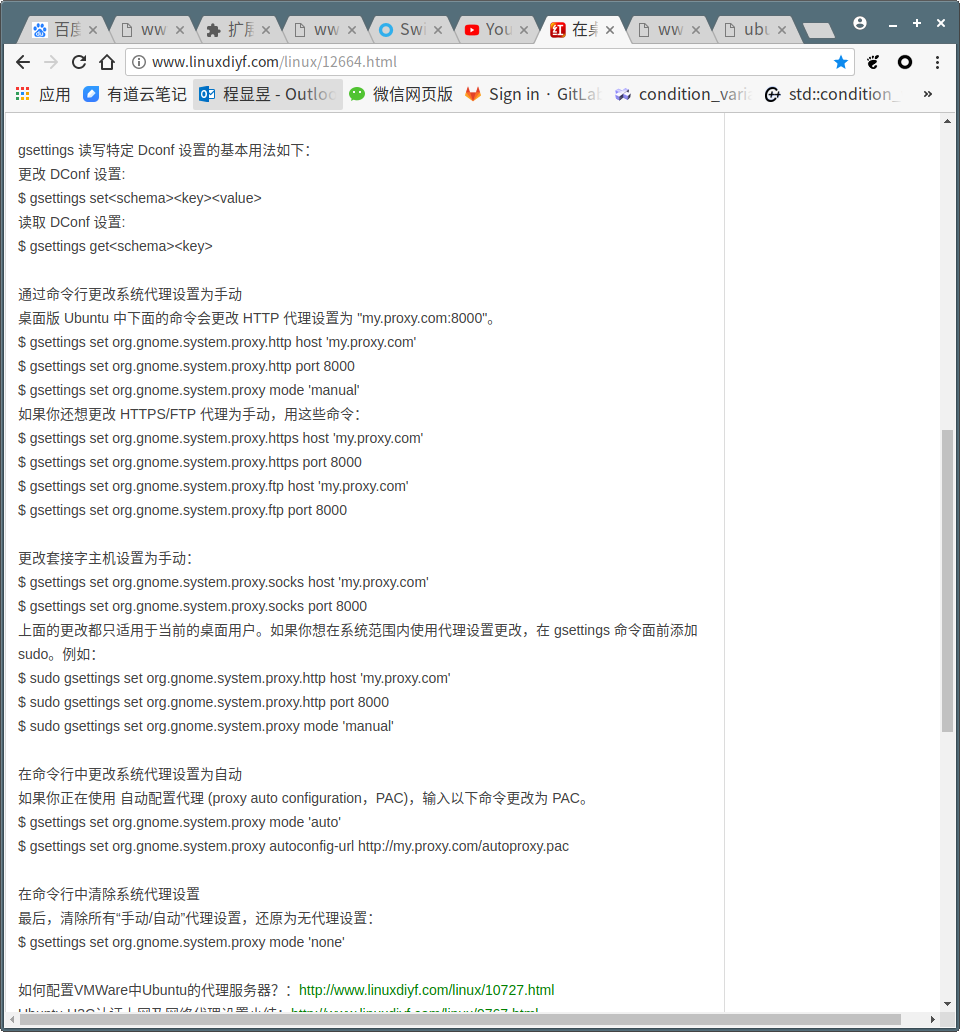 百度
ww
扩展
ww
Swi
You
在桌
ww
ubu
www.linuxdiyf.com/linux/12664.html
应用
有道云笔记
程显昱 - Outloo
微信网页版
Sign in · GitLab
condition_varia
std::condition_
»
gsettings 读写特定 Dconf 设置的基本用法如下：
更改 DConf 设置:
$ gsettings set<schema><key><value>
读取 DConf 设置:
$ gsettings get<schema><key>
通过命令行更改系统代理设置为手动
桌面版 Ubuntu 中下面的命令会更改 HTTP 代理设置为 "my.proxy.com:8000"。
$ gsettings set org.gnome.system.proxy.http host 'my.proxy.com'
$ gsettings set org.gnome.system.proxy.http port 8000
$ gsettings set org.gnome.system.proxy mode 'manual'
如果你还想更改 HTTPS/FTP 代理为手动，用这些命令：
$ gsettings set org.gnome.system.proxy.https host 'my.proxy.com'
$ gsettings set org.gnome.system.proxy.https port 8000
$ gsettings set org.gnome.system.proxy.ftp host 'my.proxy.com'
$ gsettings set org.gnome.system.proxy.ftp port 8000
更改套接字主机设置为手动：
$ gsettings set org.gnome.system.proxy.socks host 'my.proxy.com'
$ gsettings set org.gnome.system.proxy.socks port 8000
上面的更改都只适用于当前的桌面用户。如果你想在系统范围内使用代理设置更改，在 gsettings 命令面前添加
sudo。例如：
$ sudo gsettings set org.gnome.system.proxy.http host 'my.proxy.com'
$ sudo gsettings set org.gnome.system.proxy.http port 8000
$ sudo gsettings set org.gnome.system.proxy mode 'manual'
在命令行中更改系统代理设置为自动
如果你正在使用 自动配置代理 (proxy auto configuration，PAC)，输入以下命令更改为 PAC。
$ gsettings set org.gnome.system.proxy mode 'auto'
$ gsettings set org.gnome.system.proxy autoconfig-url http://my.proxy.com/autoproxy.pac
在命令行中清除系统代理设置
最后，清除所有“手动/自动”代理设置，还原为无代理设置：
$ gsettings set org.gnome.system.proxy mode 'none'
如何配置VMWare中Ubuntu的代理服务器？：http://www.linuxdiyf.com/linux/10727.html